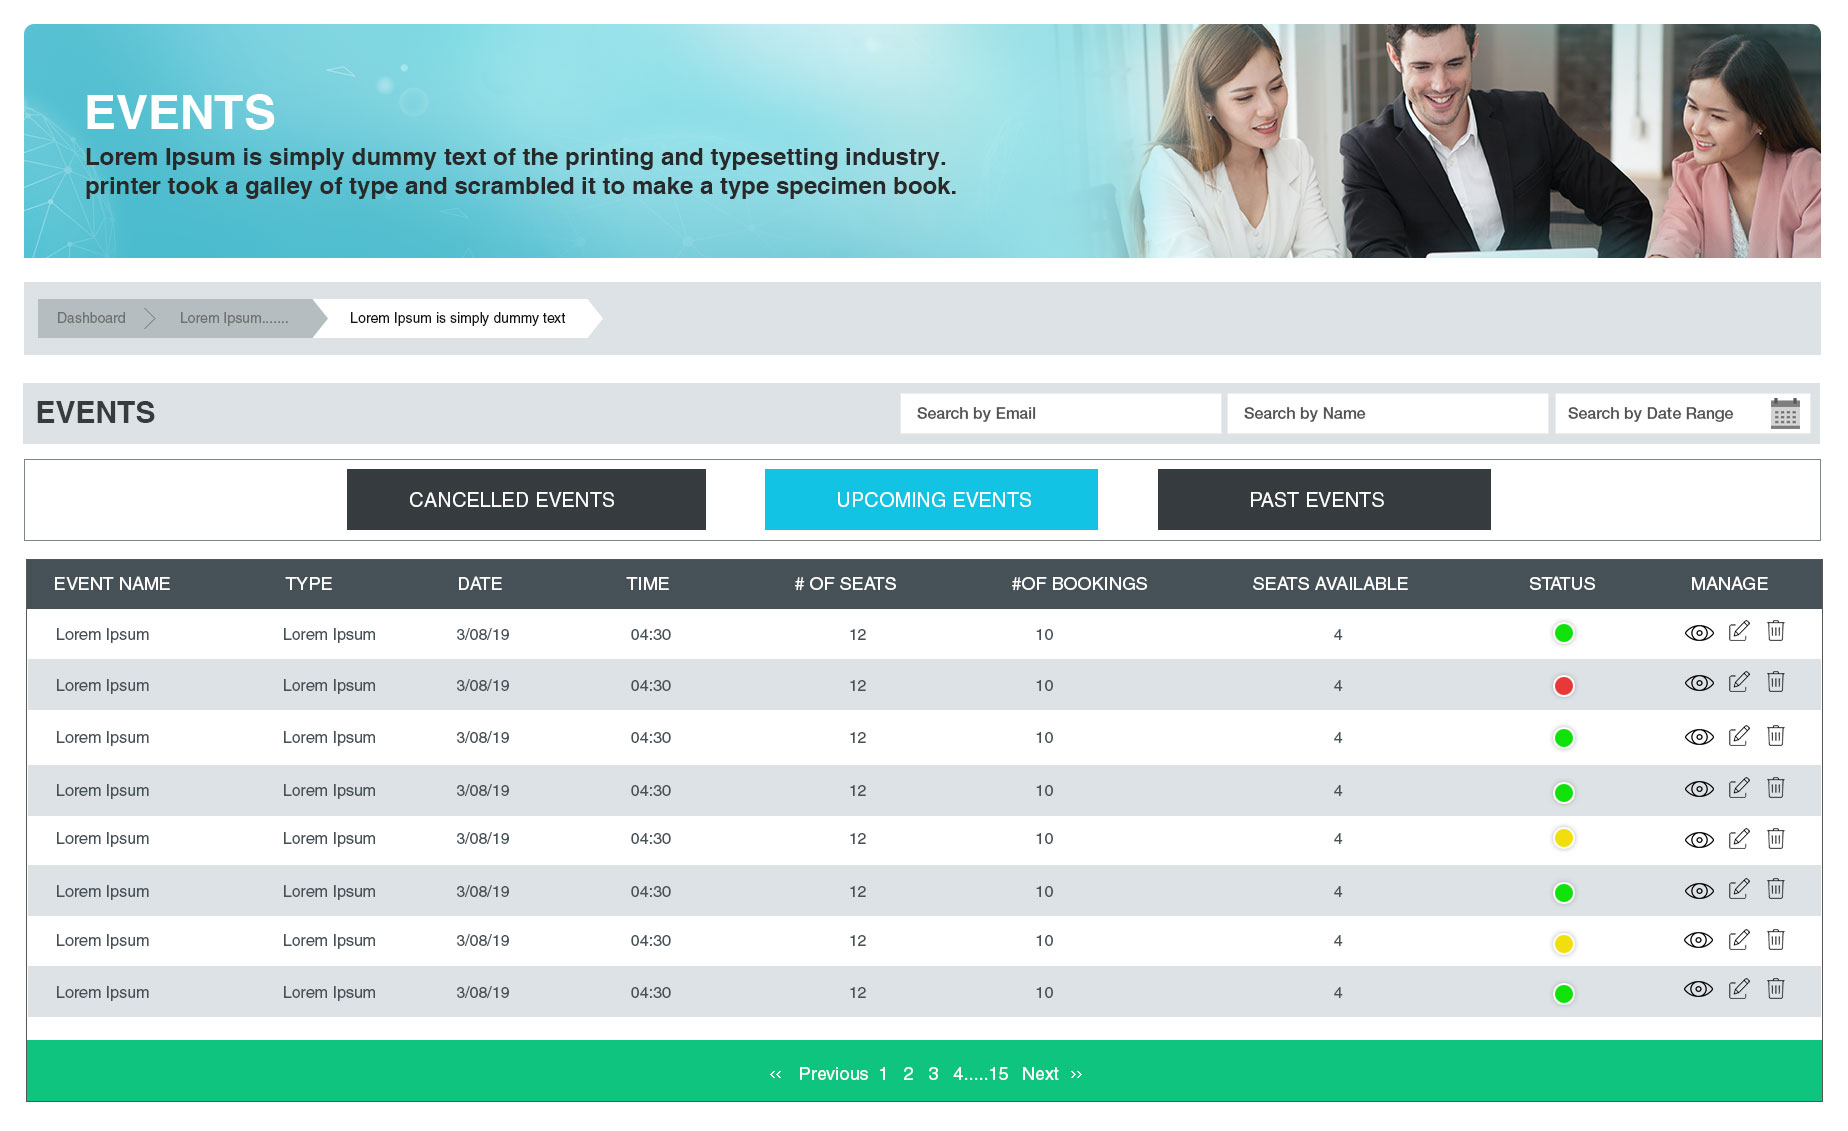 EVENTS
Lorem Ipsum is simply dummy text of the printing and typesetting industry.
printer took a galley of type and scrambled it to make a type specimen book.
Dashboard Lorem Ipsum....... Lorem Ipsum is simply dummy text
EVENTS Search by Email Search by Name Search by Date Range
CANCELLED EVENTS UPCOMING EVENTS PAST EVENTS
EVENT NAME TYPE DATE TIME # OF SEATS #OF BOOKINGS SEATS AVAILABLE STATUS MANAGE
Lorem Ipsum Lorem Ipsum 3/08/19 04:30 12 10 4
Lorem Ipsum Lorem Ipsum 3/08/19 04:30 12 10 4
Lorem Ipsum Lorem Ipsum 3/08/19 04:30 12 10 4
Lorem Ipsum Lorem Ipsum 3/08/19 04:30 12 10 4
Lorem Ipsum Lorem Ipsum 3/08/19 04:30 12 10 4
Lorem Ipsum Lorem Ipsum 3/08/19 04:30 12 10 4
Lorem Ipsum Lorem Ipsum 3/08/19 04:30 12 10 4
Lorem Ipsum Lorem Ipsum 3/08/19 04:30 12 10 4
‹‹ Previous 1 2 3 4.....15 Next ››